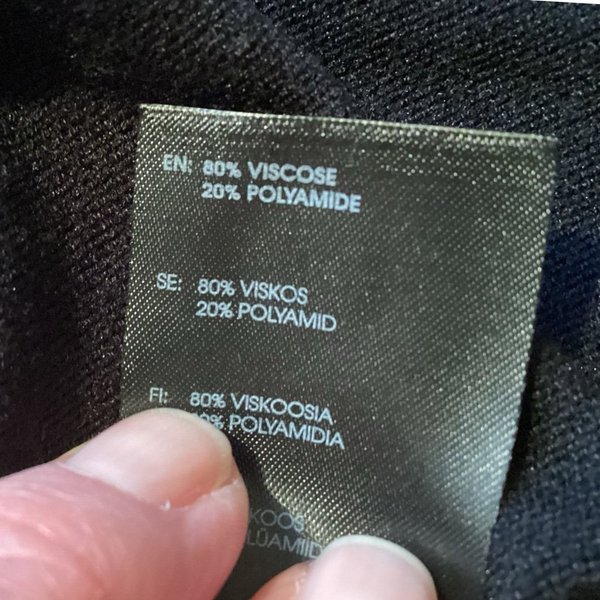 EN: 80% VISCOSE
20% POLYAMIDE
SE: 80% VISKOS
20% POLYAMID
FI: 80% VISKOOSIA
POLYAMIDIA